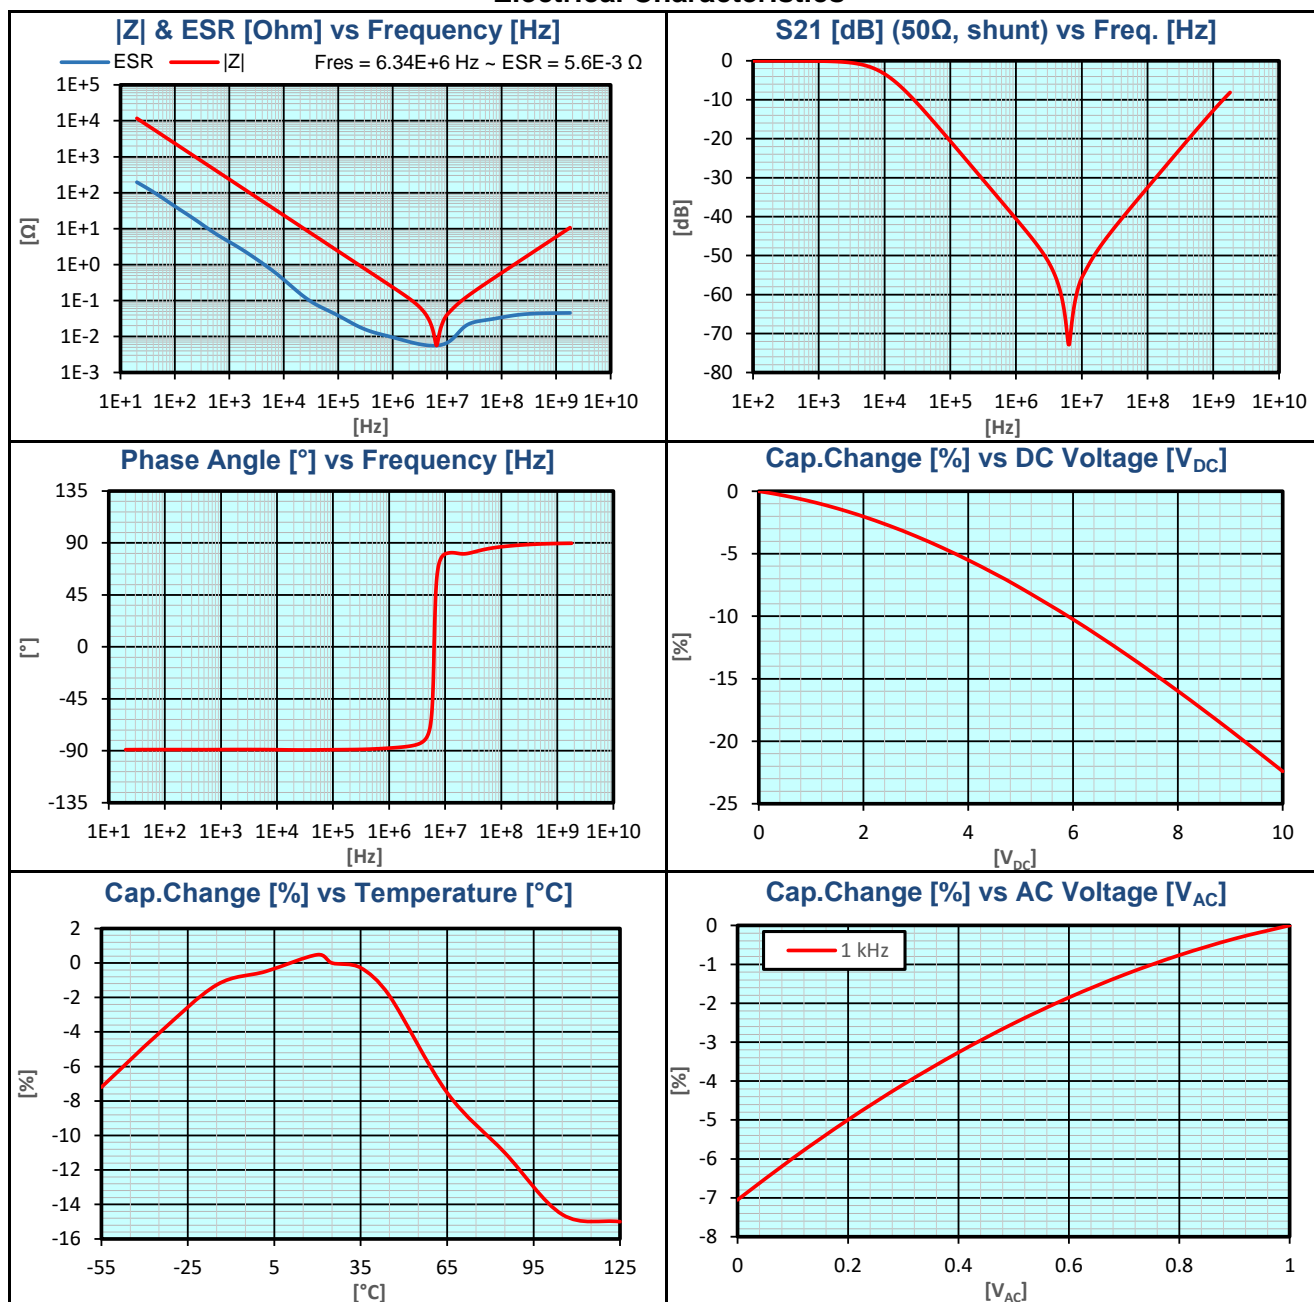 |Z| & ESR [Ohm] vs Frequency [Hz]
ESR |Z| Fres = 6.34E+6 Hz ~ ESR = 5.6E-3 Ω
1E+5
1E+4
1E+3
1E+2
1E+1
1E+0
1E-1
1E-2
1E-3
[Ω]
1E+1 1E+2 1E+3 1E+4 1E+5 1E+6 1E+7 1E+8 1E+9 1E+10
[Hz]
S21 [dB] (50Ω, shunt) vs Freq. [Hz]
0
-10
-20
-30
-40
-50
-60
-70
-80
[dB]
1E+2 1E+3 1E+4 1E+5 1E+6 1E+7 1E+8 1E+9 1E+10
[Hz]
Phase Angle [°] vs Frequency [Hz]
135
90
45
0
-45
-90
-135
[°]
1E+1 1E+2 1E+3 1E+4 1E+5 1E+6 1E+7 1E+8 1E+9 1E+10
[Hz]
Cap.Change [%] vs DC Voltage [VDC]
0
-5
-10
-15
-20
-25
[%]
0 2 4 6 8 10
[VDC]
Cap.Change [%] vs Temperature [°C]
2
0
-2
-4
-6
-8
-10
-12
-14
-16
[%]
-55 -25 5 35 65 95 125
[°C]
Cap.Change [%] vs AC Voltage [VAC]
1 kHz
0
-1
-2
-3
-4
-5
-6
-7
-8
[%]
0 0.2 0.4 0.6 0.8 1
[VAC]